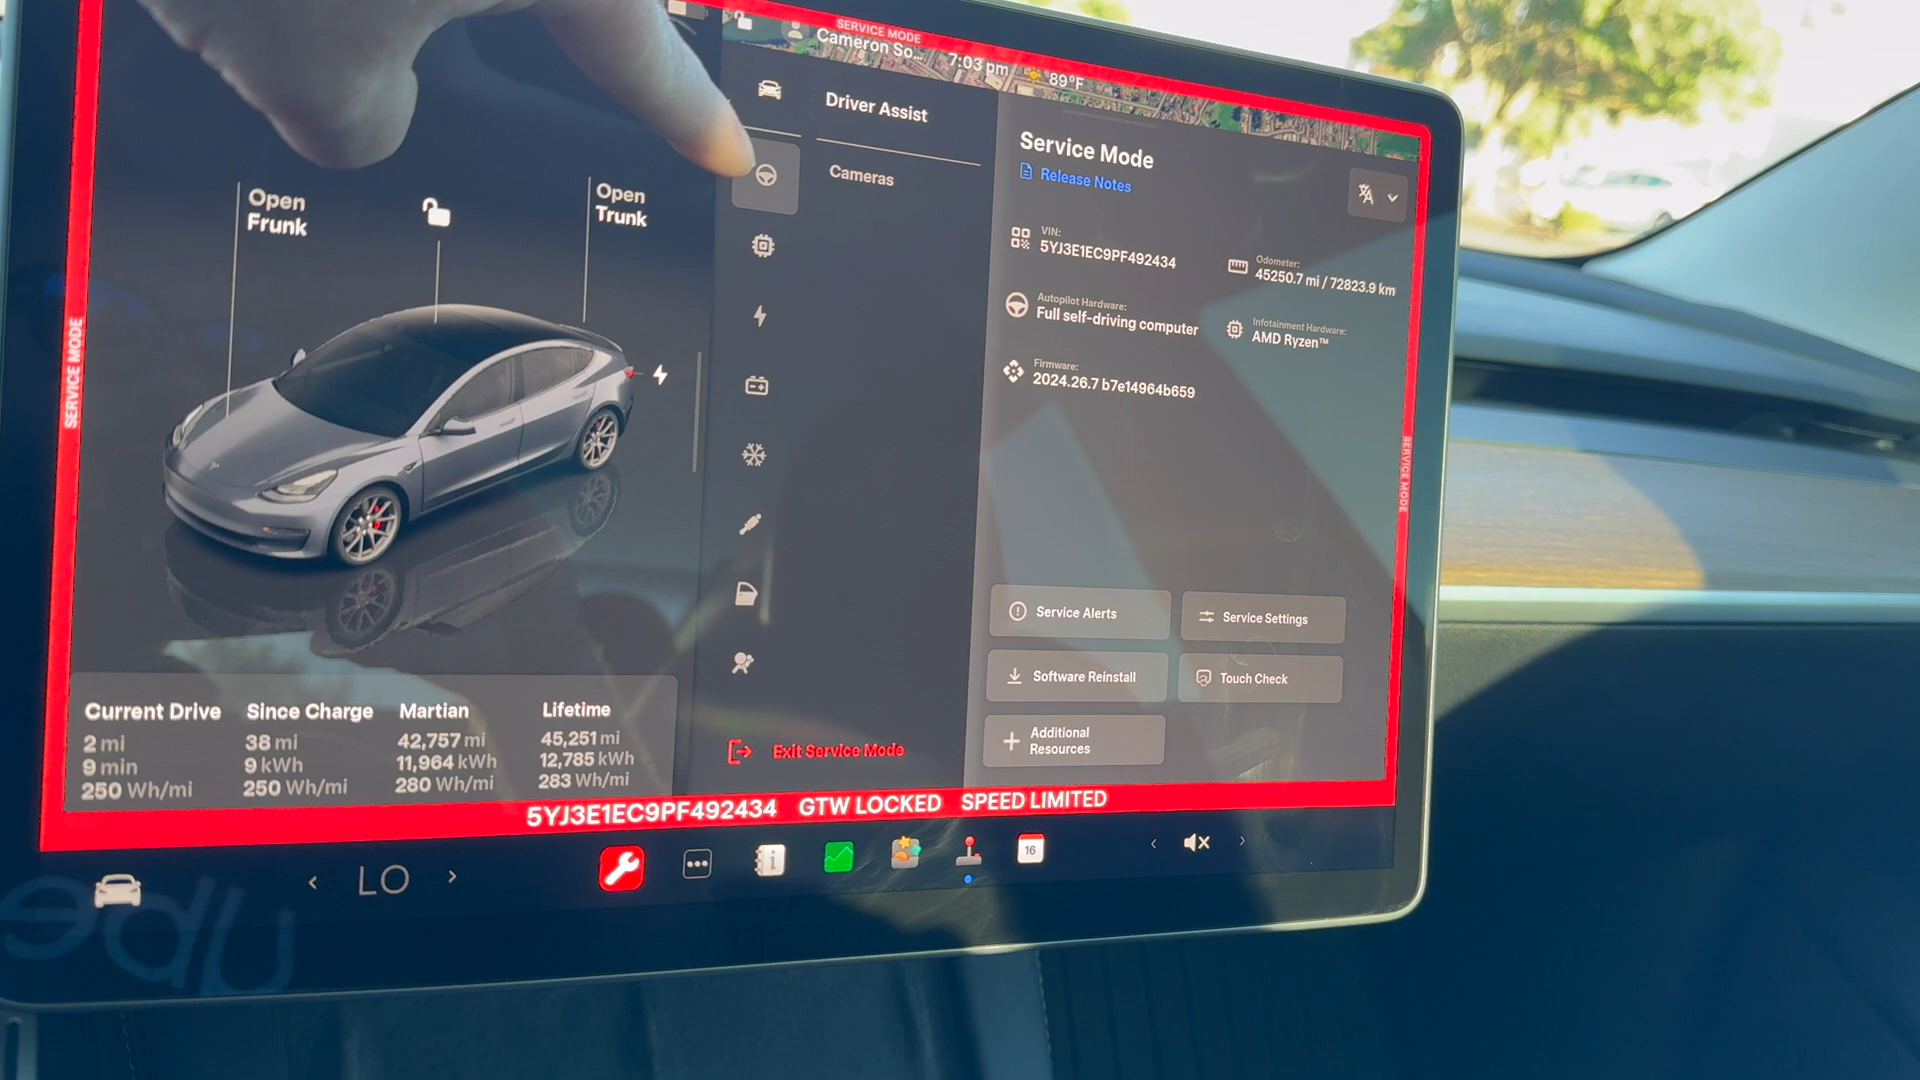 SERVICE MODE
Cameron So...
7:03 pm
89°F
Open
Frunk
Open
Trunk
Driver Assist
Cameras
Service Mode
Release Notes
VIN:
5YJ3E1EC9PF492434
Odometer:
45250.7 mi / 72823.9 km
Autopilot Hardware:
Full self-driving computer
Infotainment Hardware:
AMD Ryzen™
Firmware:
2024.26.7 b7e14964b659
SERVICE MODE
SERVICE MODE
Service Alerts
Service Settings
Software Reinstall
Touch Check
Additional
Resources
Exit Service Mode
Current Drive
2 mi
9 min
250 Wh/mi
Since Charge
38 mi
9 kWh
250 Wh/mi
Martian
42,757 mi
11,964 kWh
280 Wh/mi
Lifetime
45,251 mi
12,785 kWh
283 Wh/mi
5YJ3E1EC9PF492434 GTW LOCKED SPEED LIMITED
LO
16